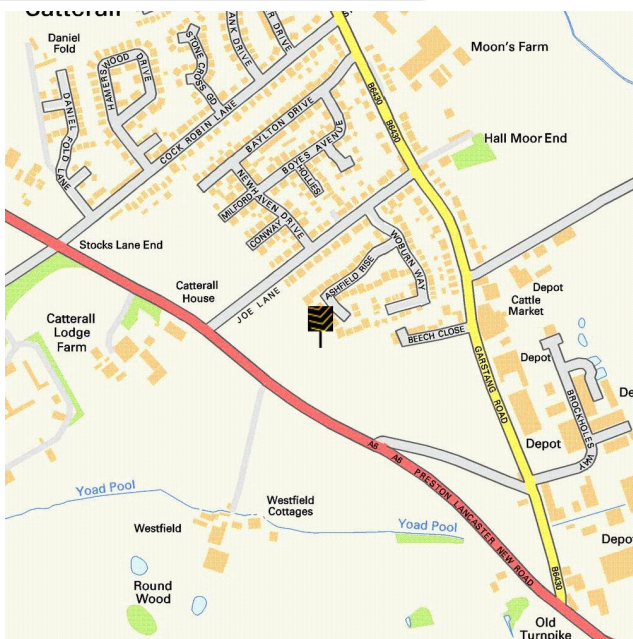 Catterall
Daniel
Fold
HAMERSWOOD DRIVE
STONE
CROSS GD
DRIVE
B6430
B6430
Moon's Farm
DANIEL
FOLD
LANE
COCK ROBIN LANE
BAYLTON DRIVE
BOYES AVENUE
HOLLIES
Hall Moor End
NEWHAVEN DRIVE
MILFORD
CONWAY
Stocks Lane End
WOBURN WAY
ASHFIELD RISE
Catterall
House
JOE LANE
Depot
Cattle
Market
Catterall
Lodge
Farm
BEECH CLOSE
GARSTANG ROAD
Depot
Depot
BROCKHOLES WAY
De
Depot
A6
A6
PRESTON LANCASTER NEW ROAD
Yoad Pool
Westfield
Cottages
Westfield
Yoad Pool
Depot
B6430
Round
Wood
Old
Turnpike